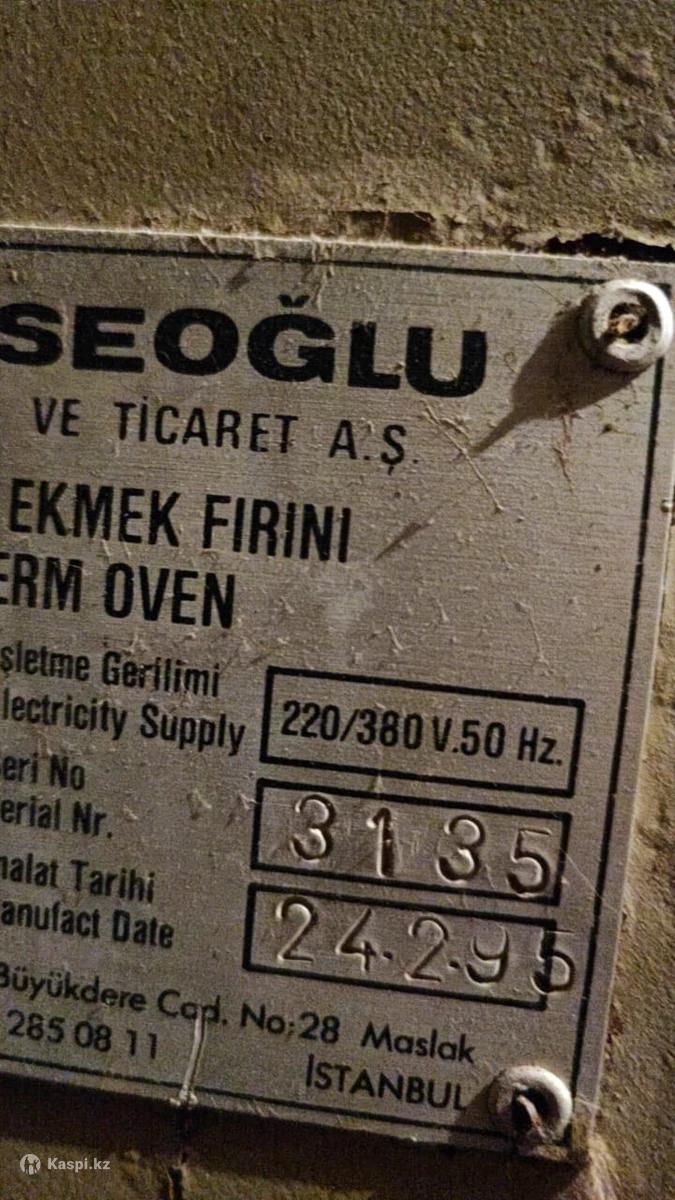 SEOĞLU
VE TİCARET A.Ş.
EKMEK FIRINI
ERM OVEN
şletme Gerilimi
lectricity Supply
220/380 V.50 Hz.
eri No
erial Nr.
3135
alat Tarihi
anufact Date
24.2.95
Büyükdere Cad. No:28 Maslak
285 08 11
İSTANBUL
Kaspi.kz